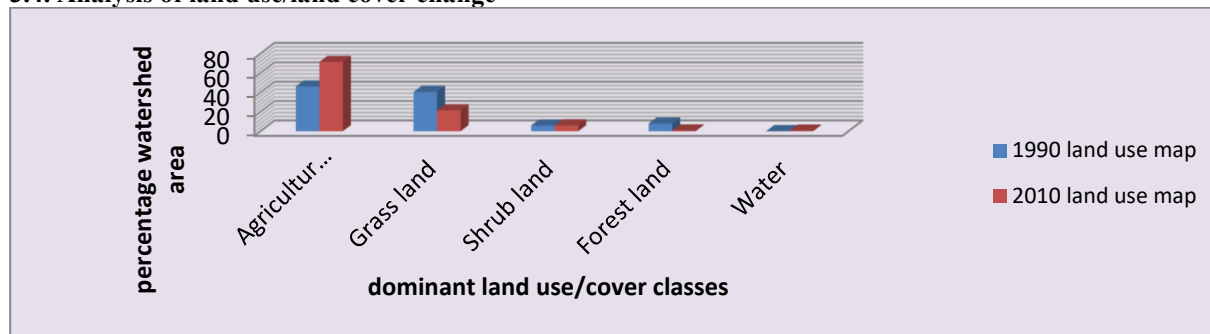 3.4. Analysis of land use/land cover change
percentage watershed
area
80
60
40
20
0
Agricultur...
Grass land
Shrub land
Forest land
Water
dominant land use/cover classes
1990 land use map
2010 land use map